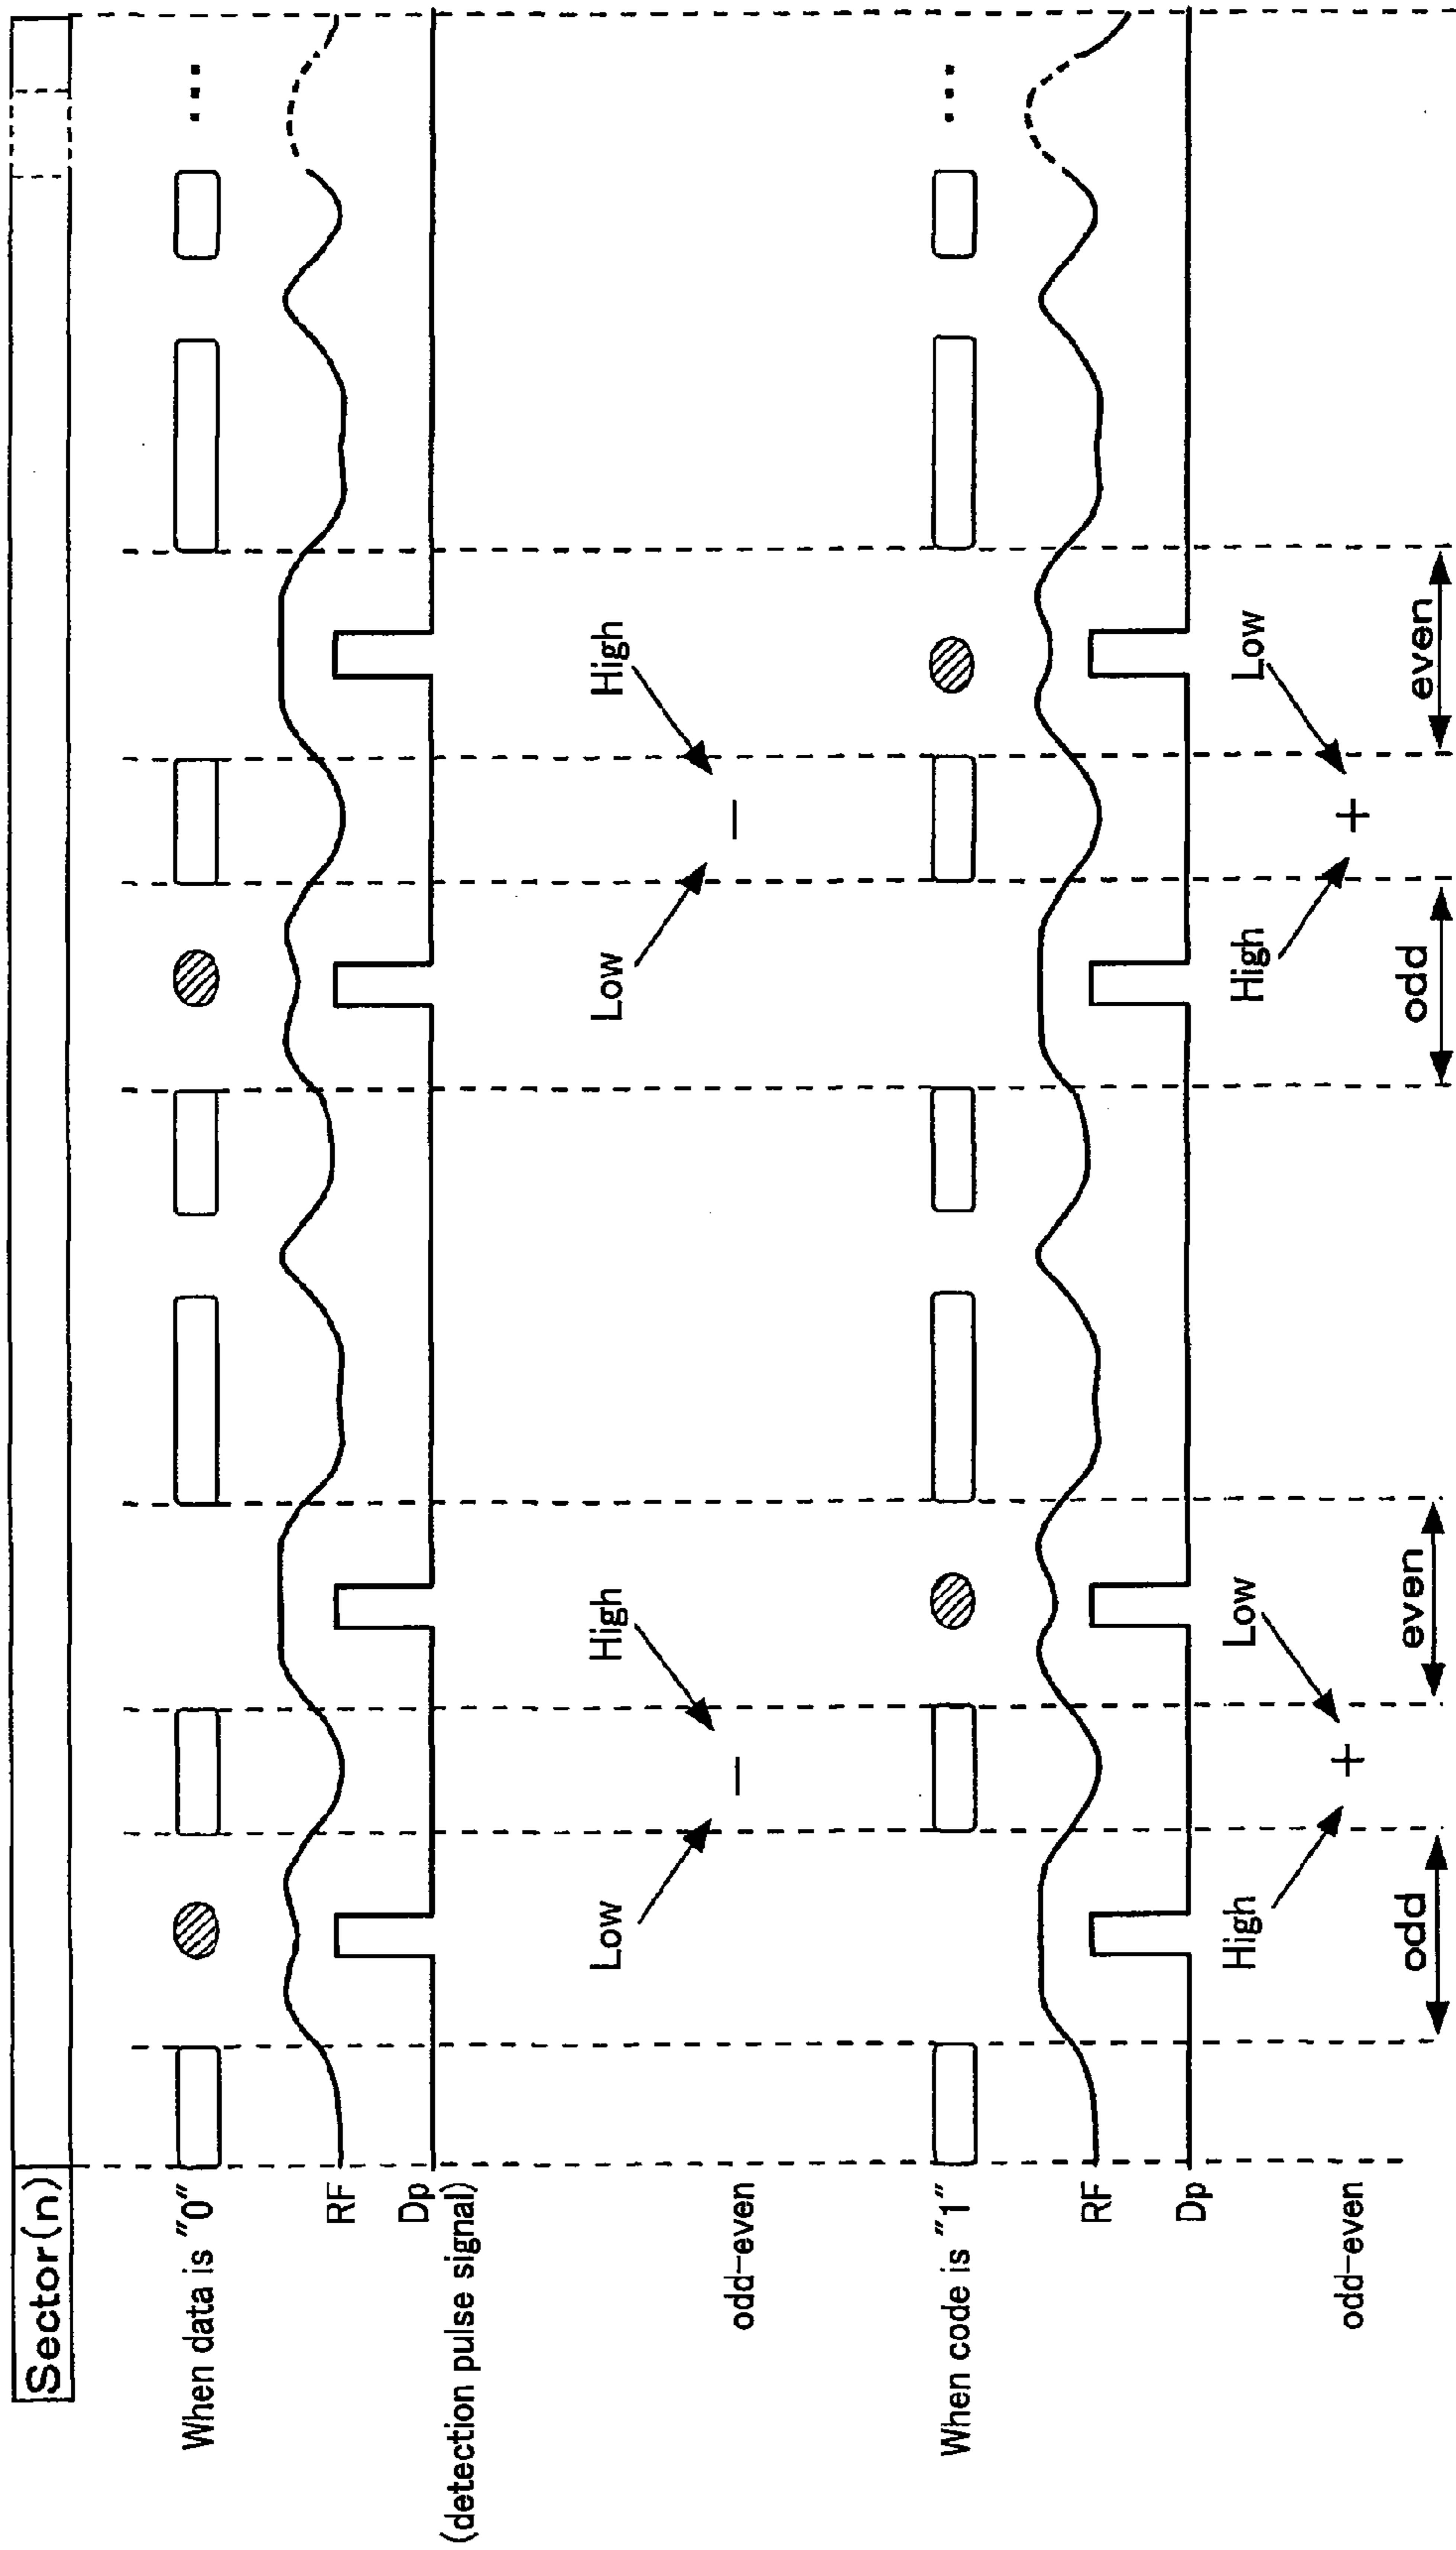 Sector(n)
When data is "0"
RF
Dp
(detection pulse signal)
Low
High
Low
High
odd-even
−
−
When code is "1"
RF
Dp
High
Low
High
Low
odd-even
+
+
odd
even
odd
even